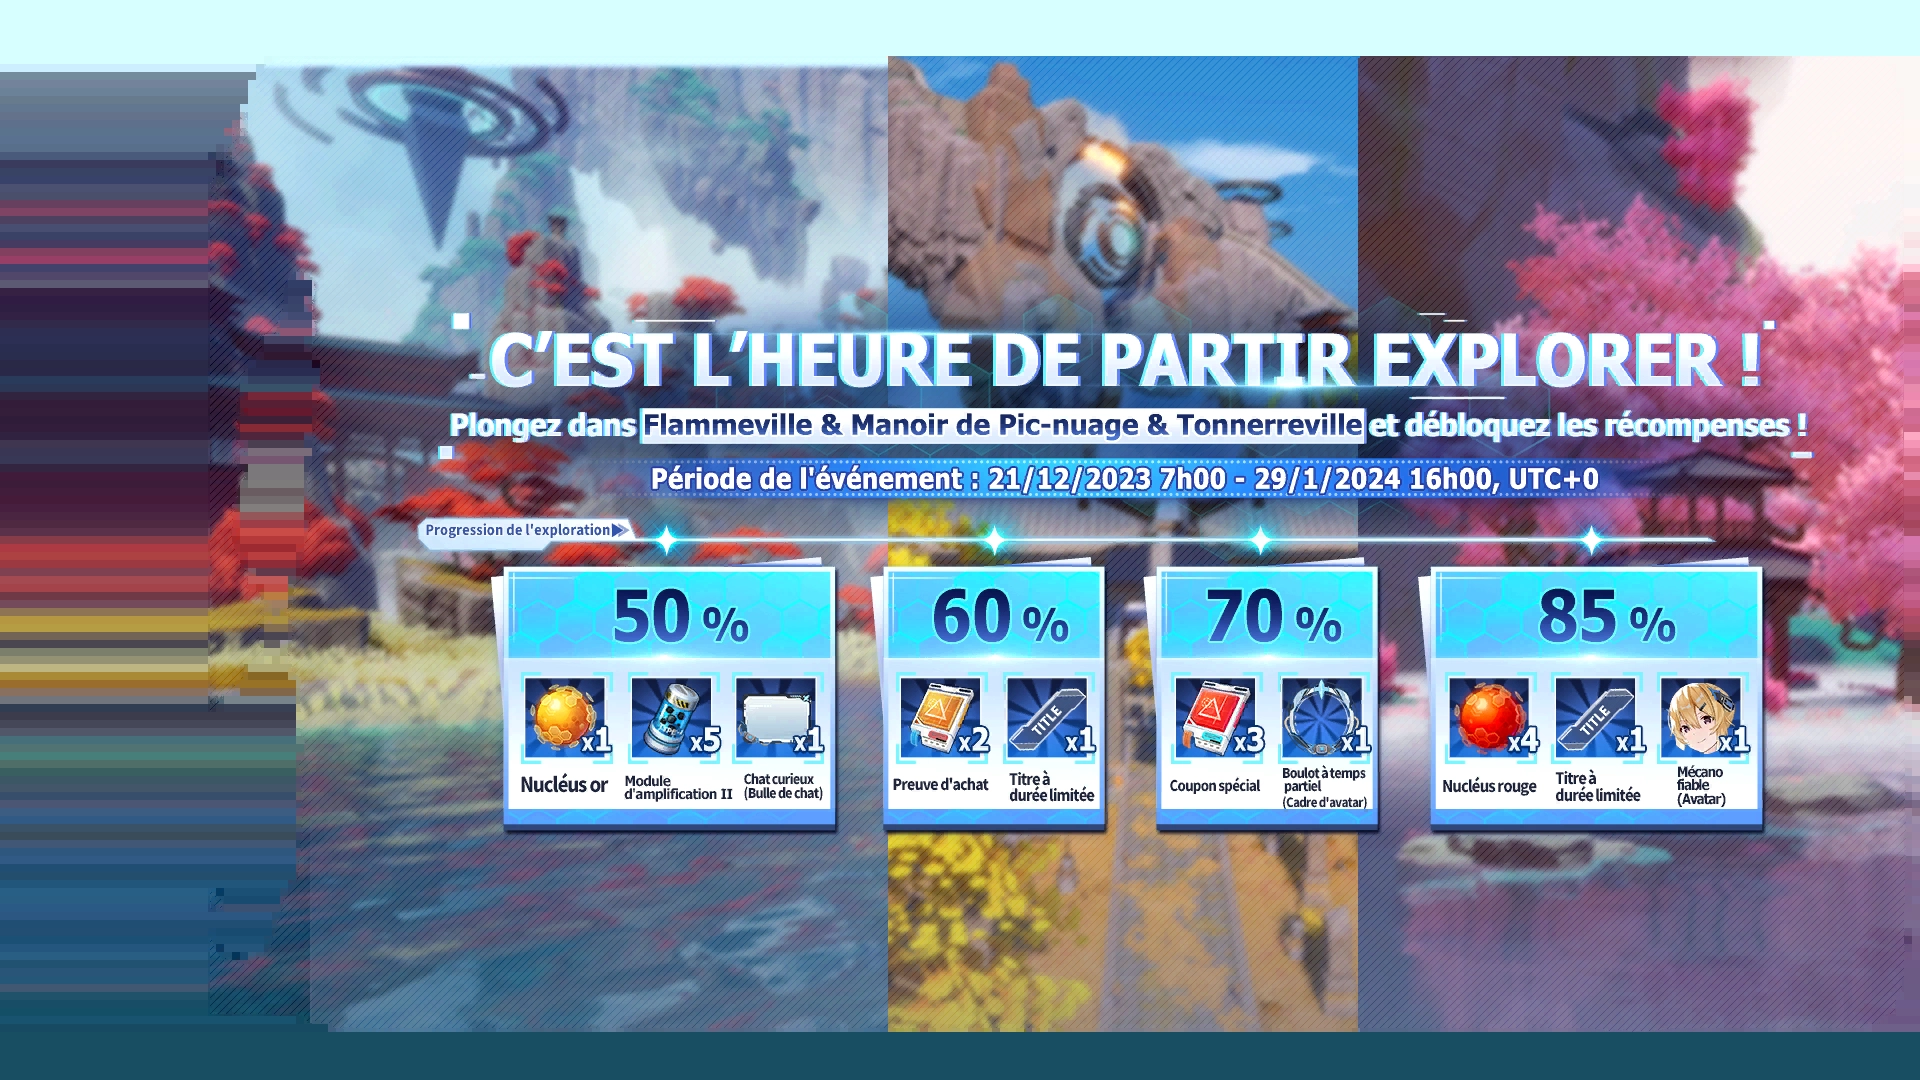 C'EST L'HEURE DE PARTIR EXPLORER !
Plongez dans Flammeville & Manoir de Pic-nuage & Tonnerreville et débloquez les récompenses !
Période de l'événement : 21/12/2023 7h00 - 29/1/2024 16h00, UTC+0
Progression de l'exploration
50 %
x1
x5
x1
Nucléus or
Module
d'amplification II
Chat curieux
(Bulle de chat)
60 %
x2
TITLE
x1
Preuve d'achat
Titre à
durée limitée
70 %
x3
x1
Coupon spécial
Boulot à temps
partiel
(Cadre d'avatar)
85 %
x4
TITLE
x1
x1
Nucléus rouge
Titre à
durée limitée
Mécano
fiable
(Avatar)